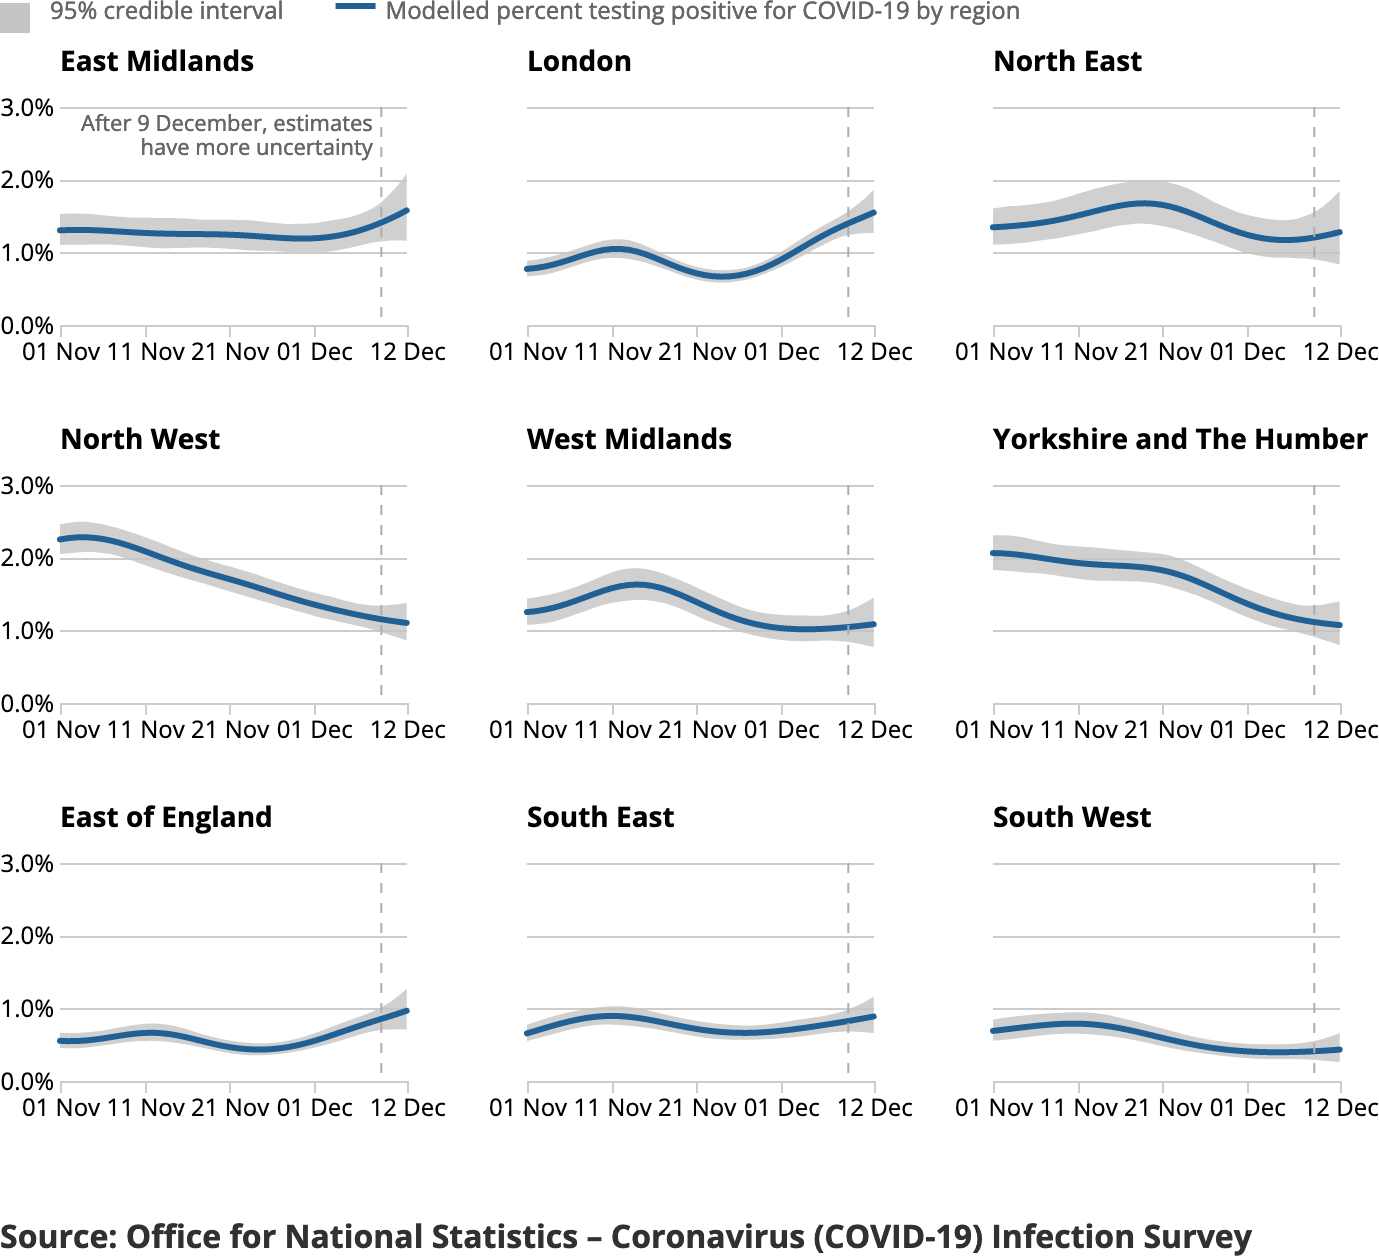 95% credible interval Modelled percent testing positive for COVID-19 by region
East Midlands London North East
3.0%
After 9 December, estimates
have more uncertainty
2.0%
1.0%
0.0%
01 Nov 11 Nov 21 Nov 01 Dec 12 Dec 01 Nov 11 Nov 21 Nov 01 Dec 12 Dec 01 Nov 11 Nov 21 Nov 01 Dec 12 Dec
North West West Midlands Yorkshire and The Humber
3.0%
2.0%
1.0%
0.0%
01 Nov 11 Nov 21 Nov 01 Dec 12 Dec 01 Nov 11 Nov 21 Nov 01 Dec 12 Dec 01 Nov 11 Nov 21 Nov 01 Dec 12 Dec
East of England South East South West
3.0%
2.0%
1.0%
0.0%
01 Nov 11 Nov 21 Nov 01 Dec 12 Dec 01 Nov 11 Nov 21 Nov 01 Dec 12 Dec 01 Nov 11 Nov 21 Nov 01 Dec 12 Dec
Source: Office for National Statistics – Coronavirus (COVID-19) Infection Survey